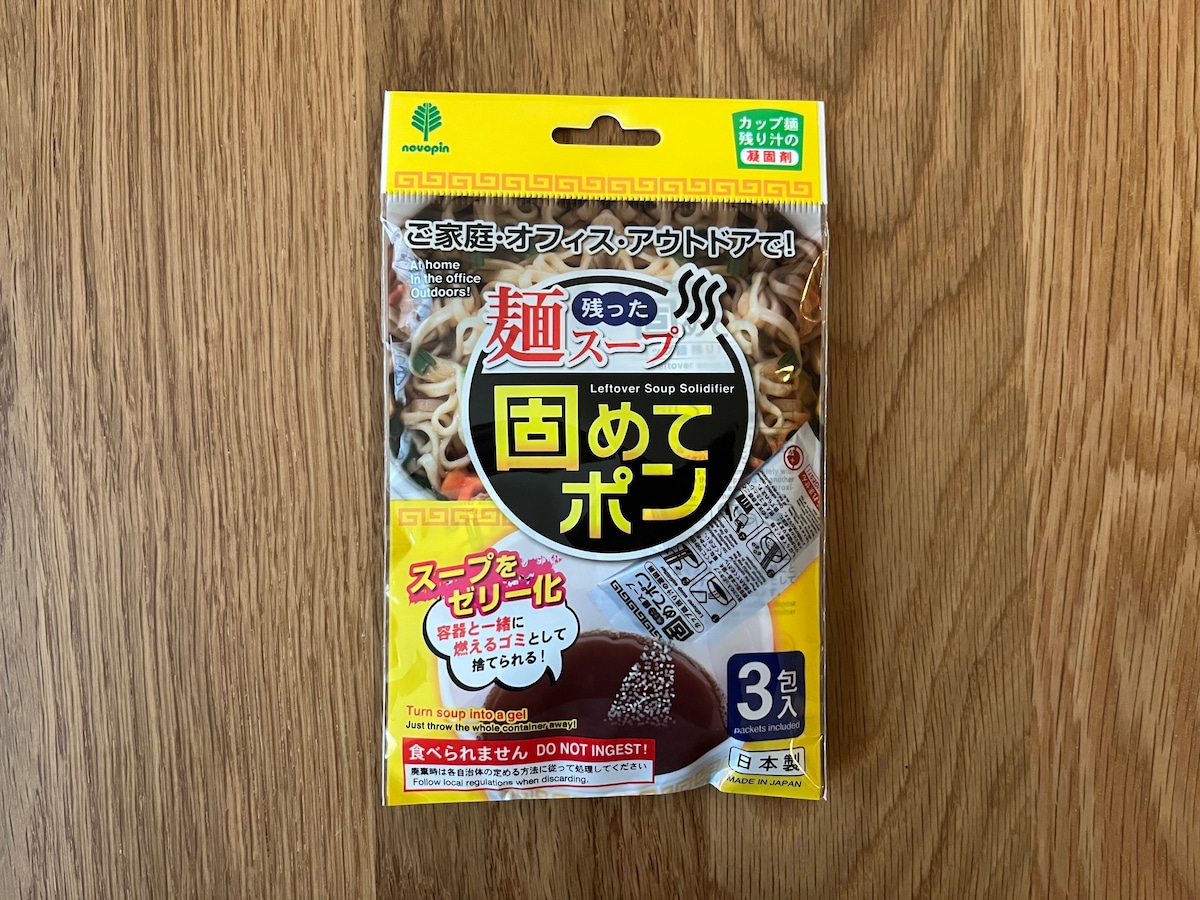 novopin
カップ麺
残り汁の
凝固剤
ご家庭・オフィス・アウトドアで!
At home
In the office
Outdoors!
残った
麺スープ
Leftover Soup Solidifier
固めて
ポン
スープを
ゼリー化
容器と一緒に
燃えるゴミとして
捨てられる!
Turn soup into a gel
Just throw the whole container away!
3包入
Packets included
食べられません DO NOT INGEST!
廃棄時は各自治体の定める方法に従って処理してください
Follow local regulations when discarding.
日本製
MADE IN JAPAN